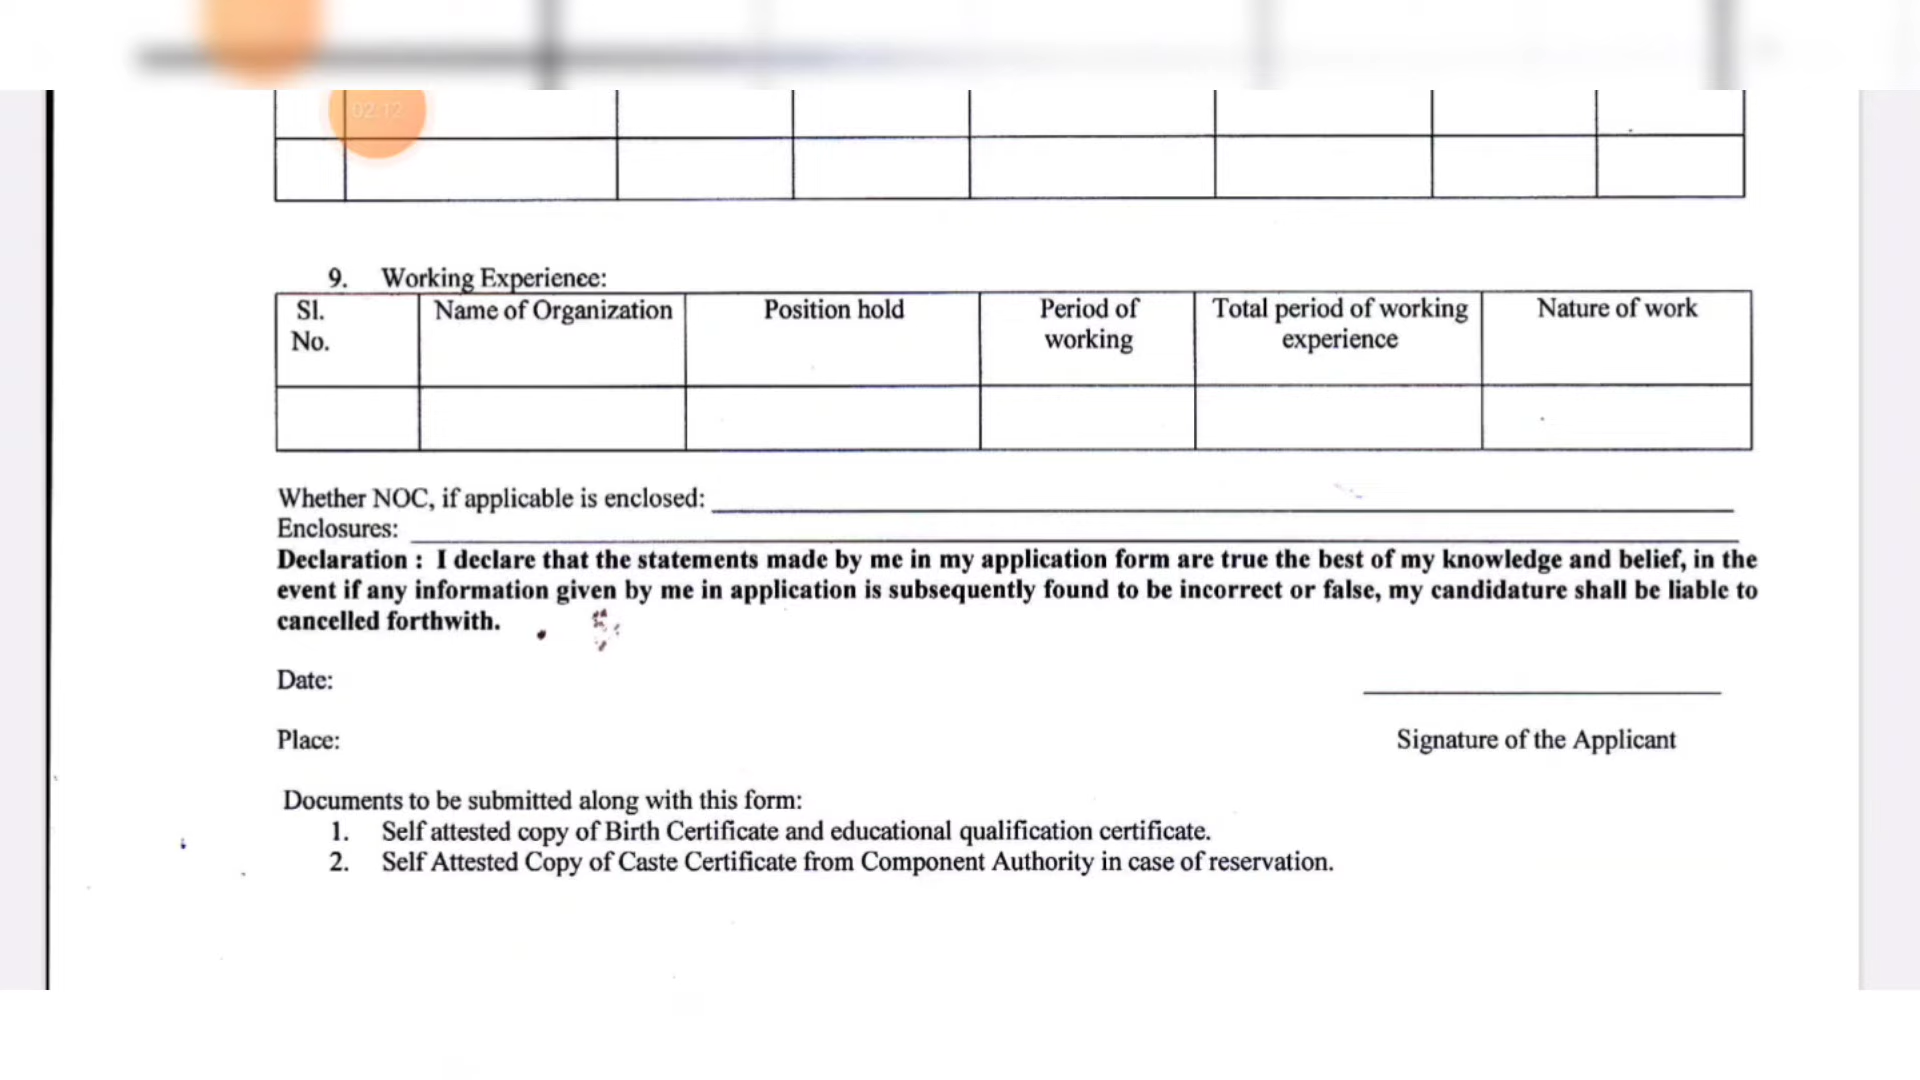 02:12
9. Working Experience:
Sl. No.
Name of Organization
Position hold
Period of working
Total period of working experience
Nature of work
Whether NOC, if applicable is enclosed:
Enclosures:
Declaration : I declare that the statements made by me in my application form are true the best of my knowledge and belief, in the
event if any information given by me in application is subsequently found to be incorrect or false, my candidature shall be liable to
cancelled forthwith.
Date:
Place:
Signature of the Applicant
Documents to be submitted along with this form:
1. Self attested copy of Birth Certificate and educational qualification certificate.
2. Self Attested Copy of Caste Certificate from Component Authority in case of reservation.